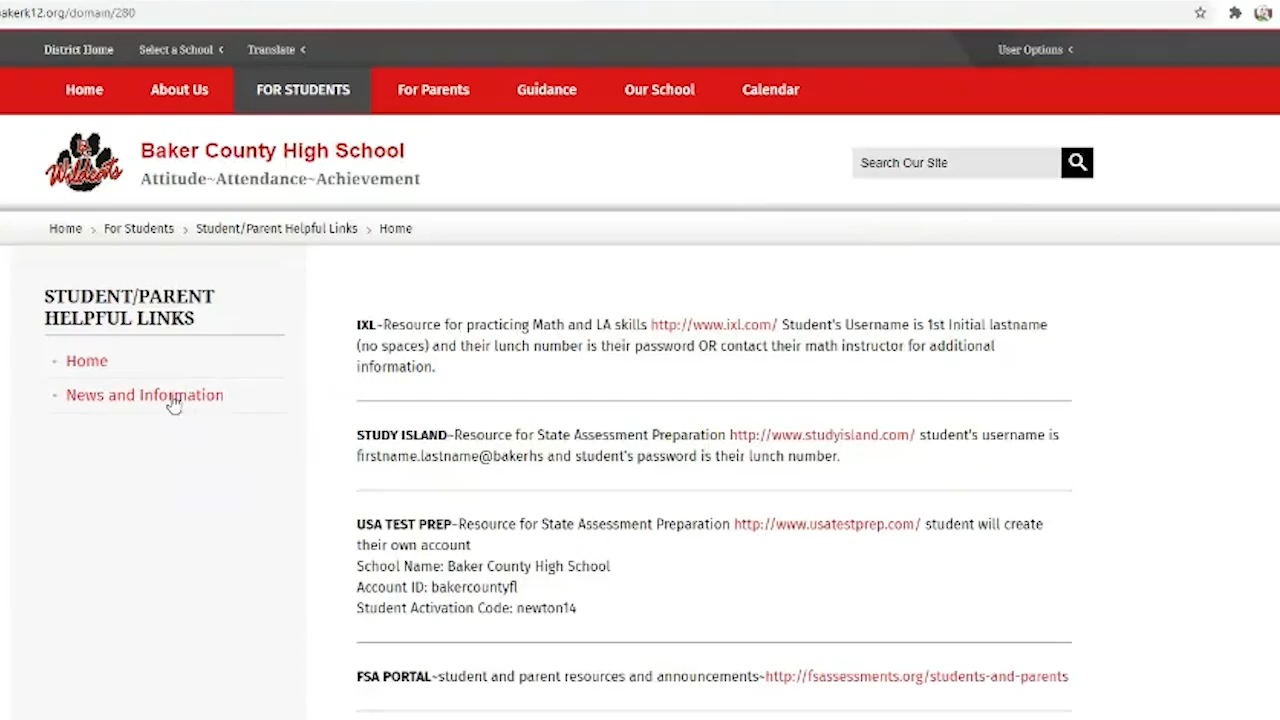 akerk12.org/domain/280
District Home Select a School Translate User Options
Home About Us FOR STUDENTS For Parents Guidance Our School Calendar
Wildcats
Baker County High School
Attitude~Attendance~Achievement
Search Our Site
Home > For Students > Student/Parent Helpful Links > Home
STUDENT/PARENT
HELPFUL LINKS
Home
News and Information
IXL~Resource for practicing Math and LA skills http://www.ixl.com/ Student's Username is 1st Initial lastname
(no spaces) and their lunch number is their password OR contact their math instructor for additional
information.
STUDY ISLAND~Resource for State Assessment Preparation http://www.studyisland.com/ student's username is
firstname.lastname@bakerhs and student's password is their lunch number.
USA TEST PREP~Resource for State Assessment Preparation http://www.usatestprep.com/ student will create
their own account
School Name: Baker County High School
Account ID: bakercountyfl
Student Activation Code: newton14
FSA PORTAL~student and parent resources and announcements~http://fsassessments.org/students-and-parents